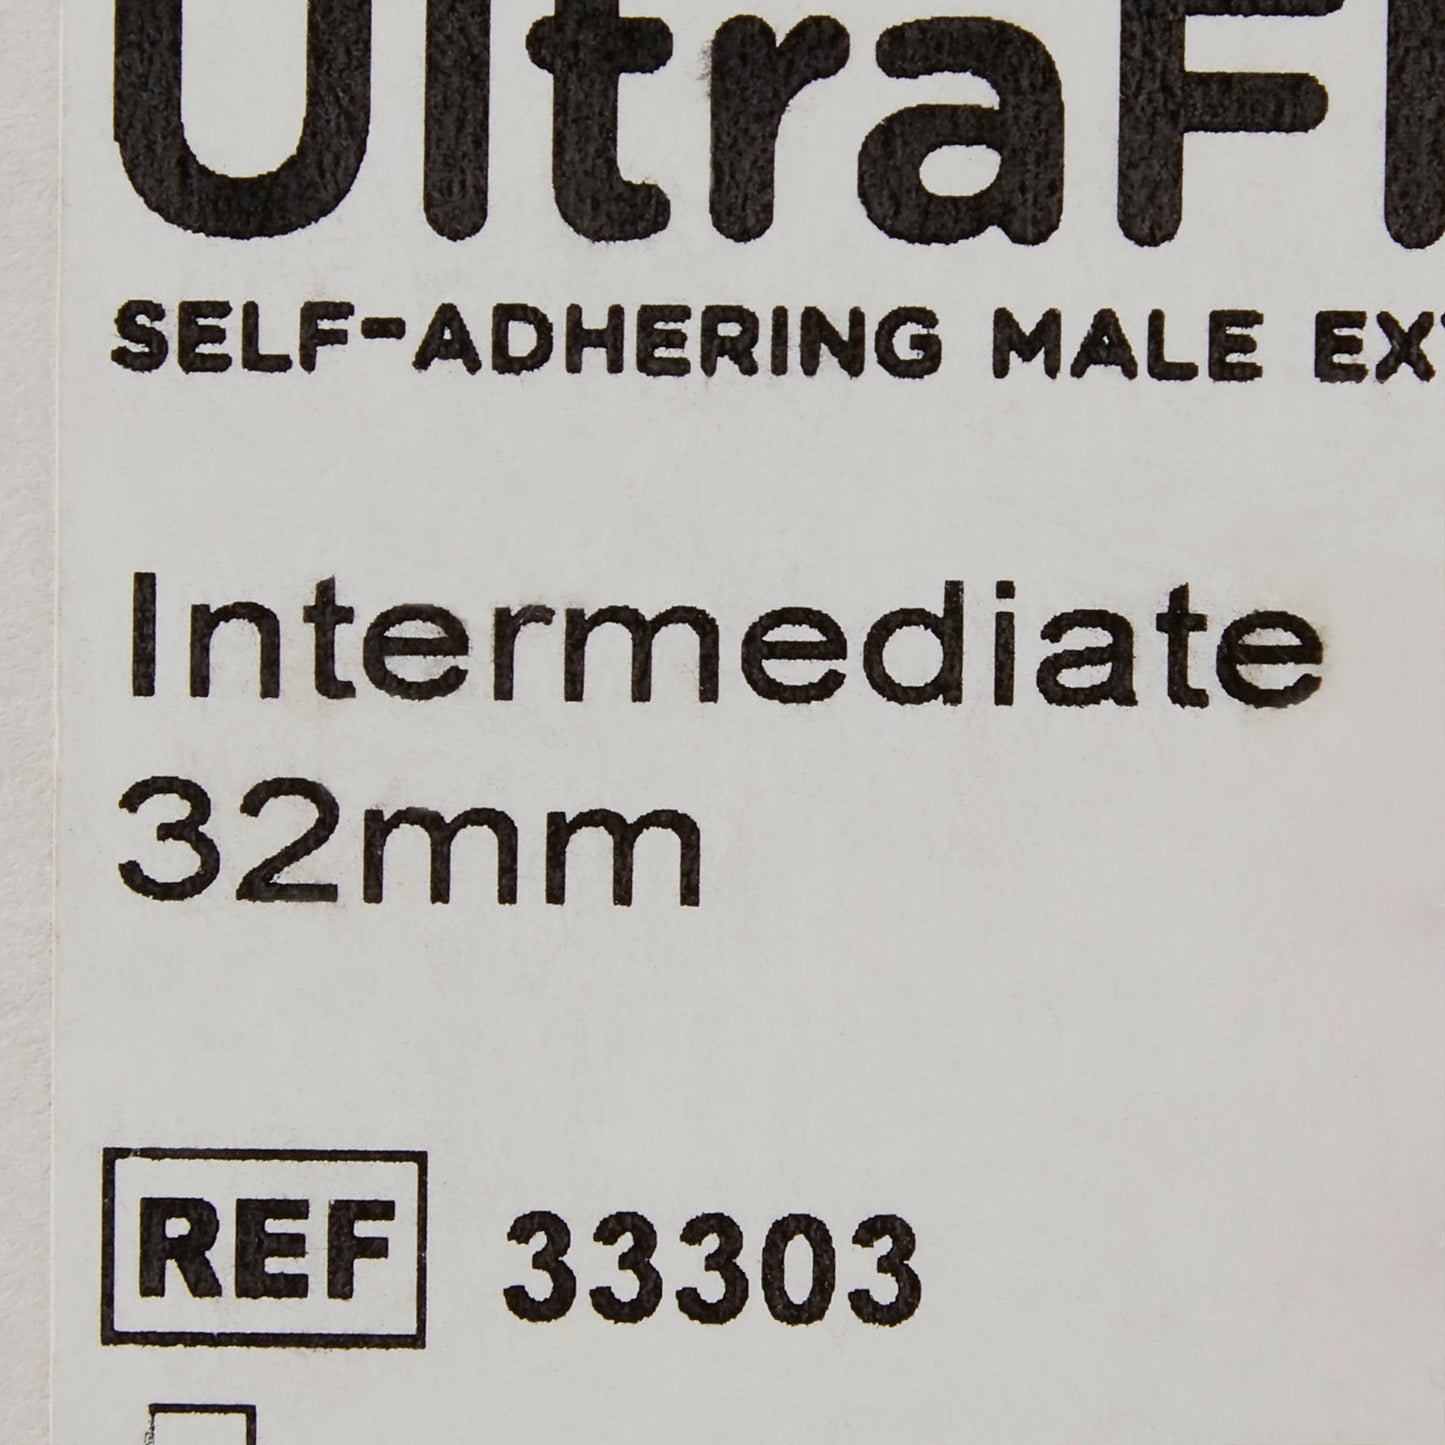 UltraFl
SELF-ADHERING MALE EXT
Intermediate
32mm
REF 33303